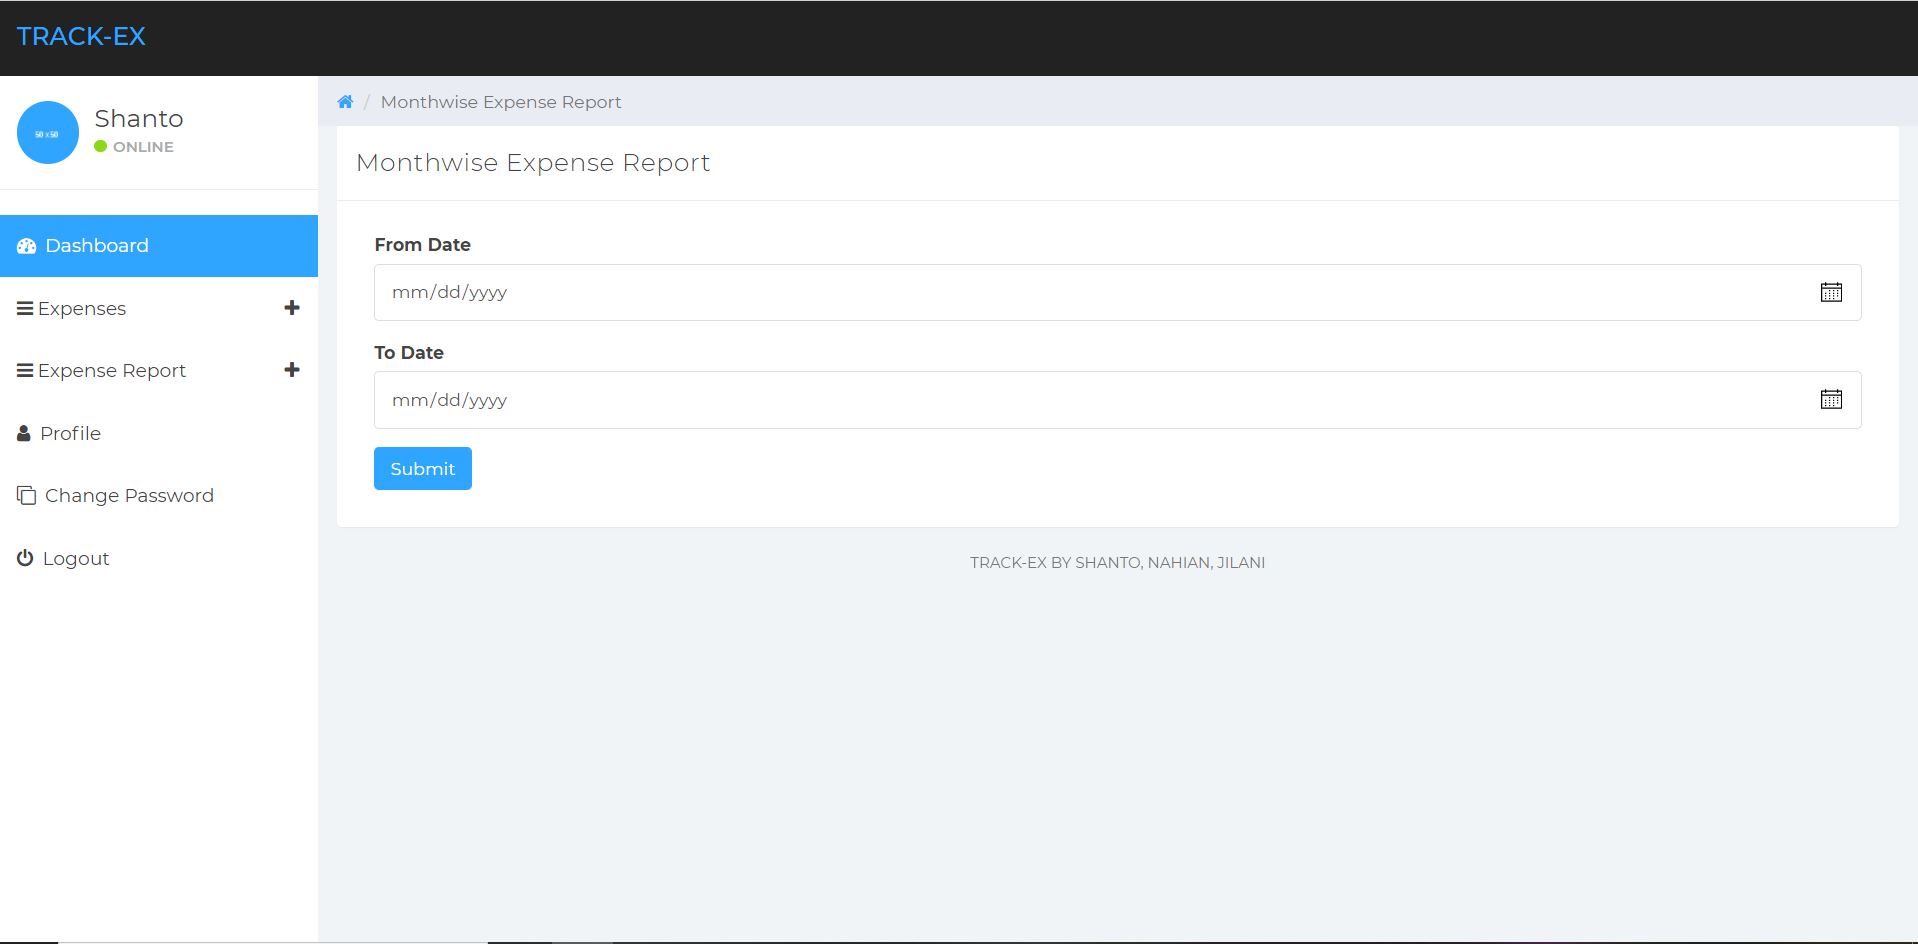 TRACK-EX
50 x 50
Shanto
ONLINE
Dashboard
Expenses
Expense Report
Profile
Change Password
Logout
/ Monthwise Expense Report
Monthwise Expense Report
From Date
mm/dd/yyyy
To Date
mm/dd/yyyy
Submit
TRACK-EX BY SHANTO, NAHIAN, JILANI